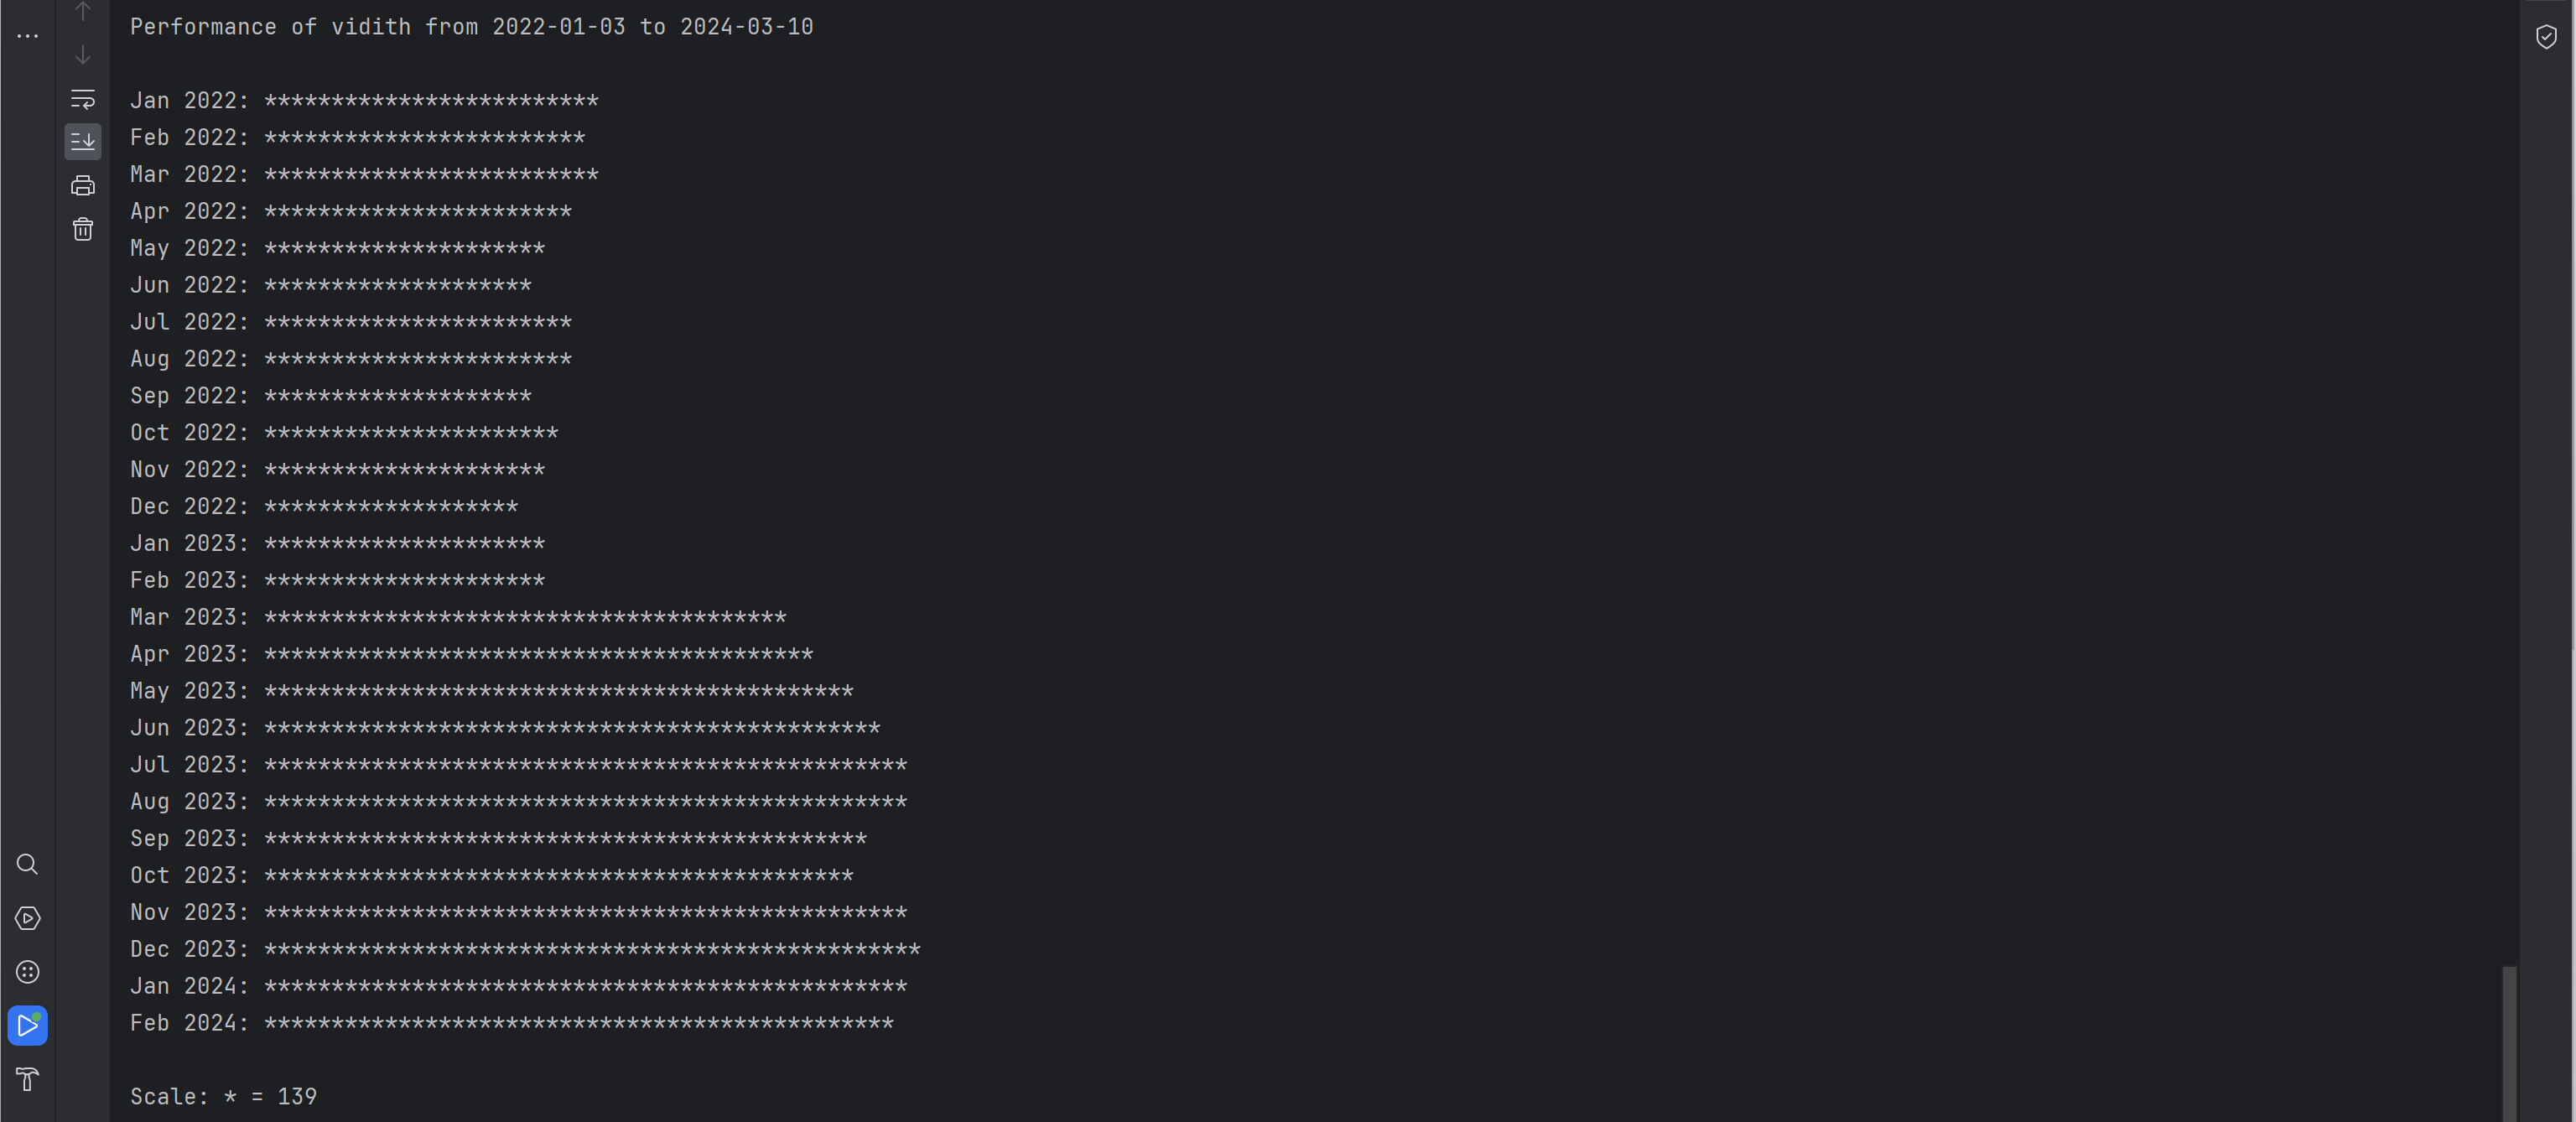 Performance of vidith from 2022-01-03 to 2024-03-10
Jan 2022: *************************
Feb 2022: ************************
Mar 2022: *************************
Apr 2022: ***********************
May 2022: *********************
Jun 2022: ********************
Jul 2022: ***********************
Aug 2022: ***********************
Sep 2022: ********************
Oct 2022: **********************
Nov 2022: *********************
Dec 2022: *******************
Jan 2023: *********************
Feb 2023: *********************
Mar 2023: ***************************************
Apr 2023: *****************************************
May 2023: ********************************************
Jun 2023: **********************************************
Jul 2023: ************************************************
Aug 2023: ************************************************
Sep 2023: *********************************************
Oct 2023: ********************************************
Nov 2023: ************************************************
Dec 2023: *************************************************
Jan 2024: ************************************************
Feb 2024: ***********************************************
Scale: * = 139